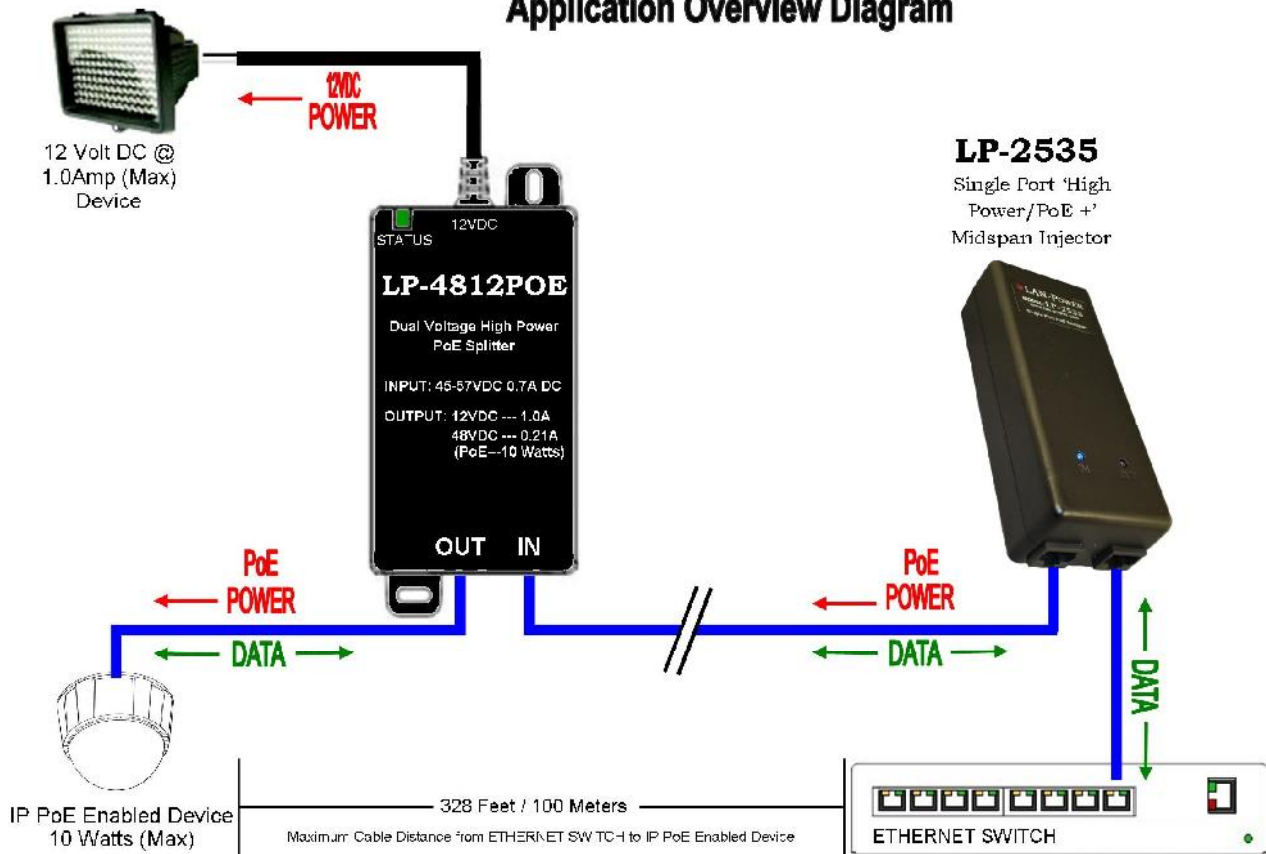 Application Overview Diagram
12VDC
POWER
12 Volt DC @
1.0Amp (Max)
Device
LP-2535
Single Port 'High
Power/PoE +'
Midspan Injector
12VDC
STATUS
LP-4812POE
Dual Voltage High Power
PoE Splitter
INPUT: 45-57VDC 0.7A DC
OUTPUT: 12VDC --- 1.0A
48VDC --- 0.21A
(PoE---10 Watts)
OUT IN
LAN-POWER
LP-2535
PoE
POWER
DATA
PoE
POWER
DATA
DATA
IP PoE Enabled Device
10 Watts (Max)
328 Feet / 100 Meters
Maximum Cable Distance from ETHERNET SWITCH to IP PoE Enabled Device
ETHERNET SWITCH